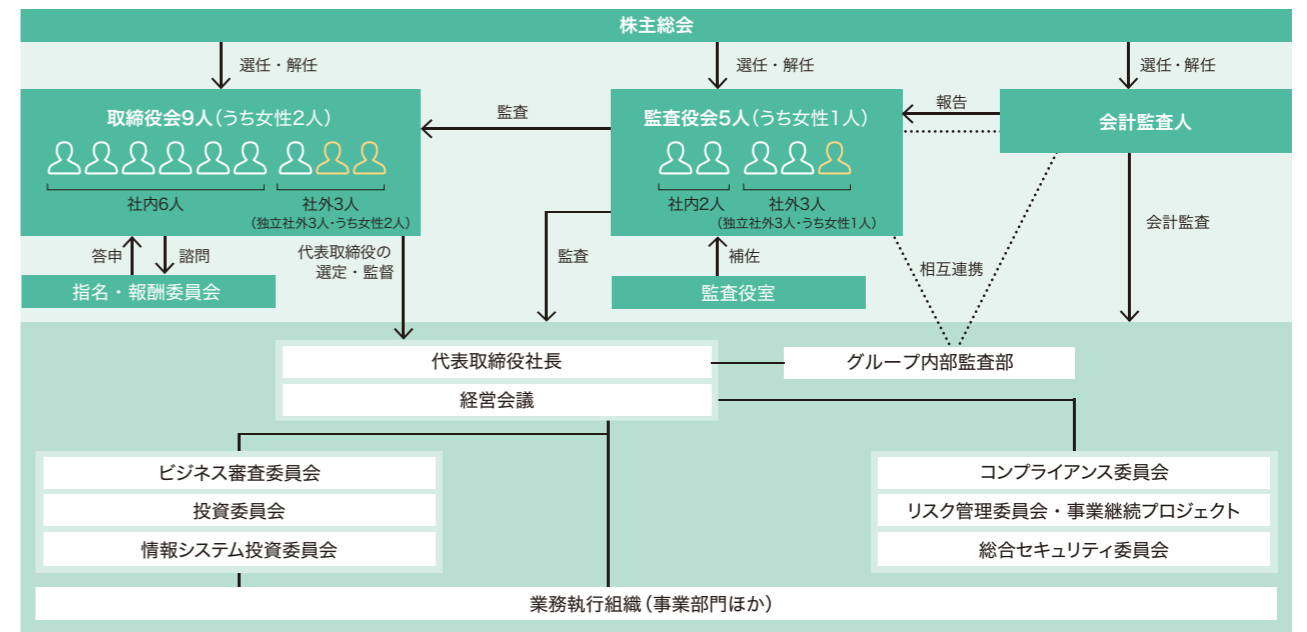 株主総会
選任・解任
選任・解任
選任・解任
取締役会9人(うち女性2人)
監査
監査役会5人(うち女性1人)
報告
会計監査人
社内6人
社外3人
(独立社外3人・うち女性2人)
社内2人
社外3人
(独立社外3人・うち女性1人)
答申
諮問
代表取締役の
選定・監督
監査
補佐
相互連携
会計監査
指名・報酬委員会
監査役室
代表取締役社長
グループ内部監査部
経営会議
ビジネス審査委員会
投資委員会
情報システム投資委員会
コンプライアンス委員会
リスク管理委員会・事業継続プロジェクト
総合セキュリティ委員会
業務執行組織(事業部門ほか)